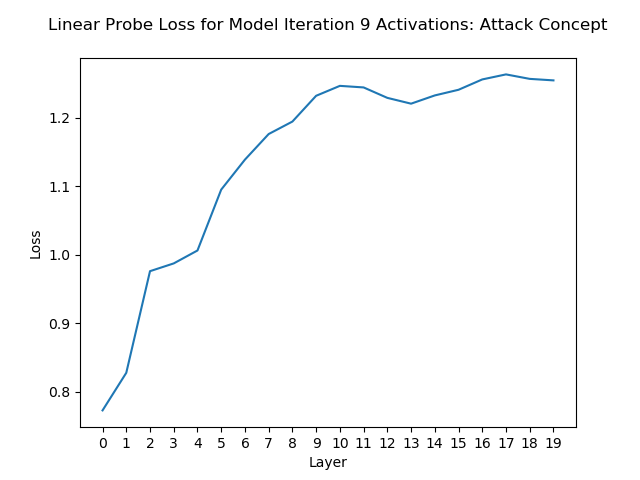 Linear Probe Loss for Model Iteration 9 Activations: Attack Concept
1.2
1.1
1.0
0.9
0.8
Loss
0 1 2 3 4 5 6 7 8 9 10 11 12 13 14 15 16 17 18 19
Layer